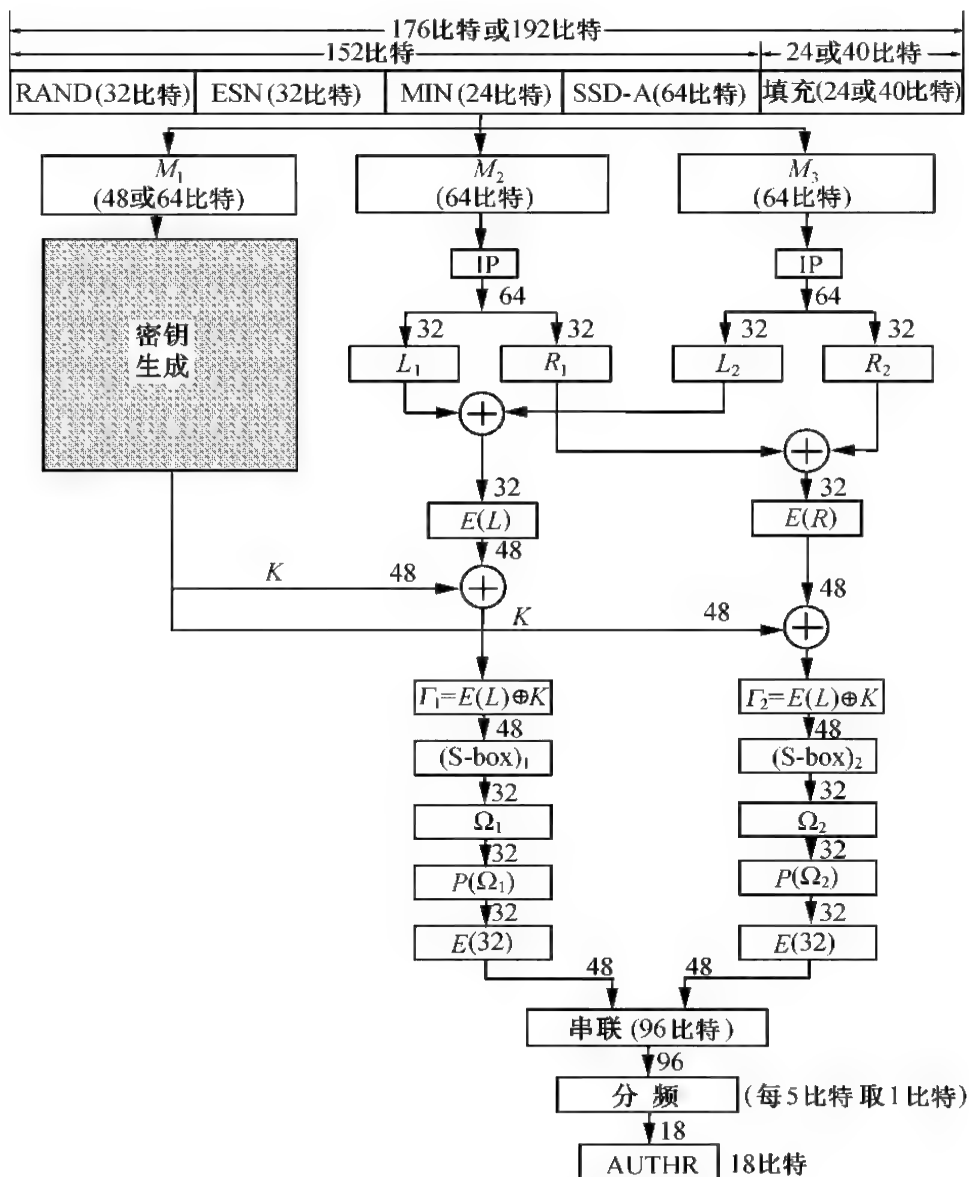 176比特或192比特
152比特
24或40比特
RAND(32比特)
ESN(32比特)
MIN(24比特)
SSD-A(64比特)
填充(24或40比特)
M₁
(48或64比特)
M₂
(64比特)
M₃
(64比特)
密钥
生成
IP
IP
64
64
32
32
32
32
L₁
R₁
L₂
R₂
32
32
E(L)
E(R)
48
48
K
48
K
48
Γ₁=E(L)⊕K
Γ₂=E(L)⊕K
48
48
(S-box)₁
(S-box)₂
32
32
Ω₁
Ω₂
32
32
P(Ω₁)
P(Ω₂)
32
32
E(32)
E(32)
48
48
串联(96比特)
96
分频
(每5比特取1比特)
18
AUTHR
18比特